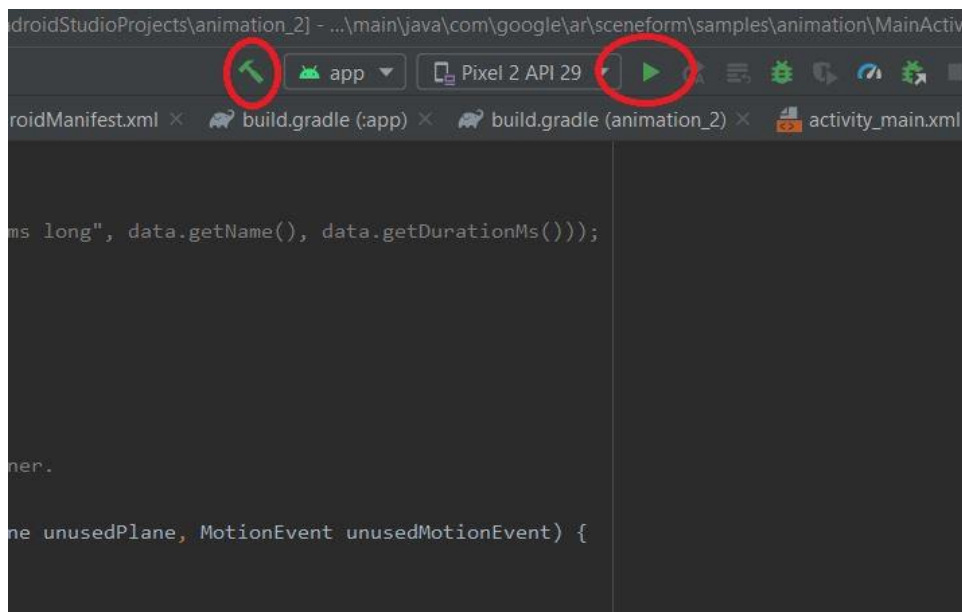 droidStudioProjects\animation_2] - ...\main\java\com\google\ar\sceneform\samples\animation\MainActiv
app Pixel 2 API 29
roidManifest.xml × build.gradle (:app) × build.gradle (animation_2) × activity_main.xml
ms long", data.getName(), data.getDurationMs()));
ner.
ne unusedPlane, MotionEvent unusedMotionEvent) {